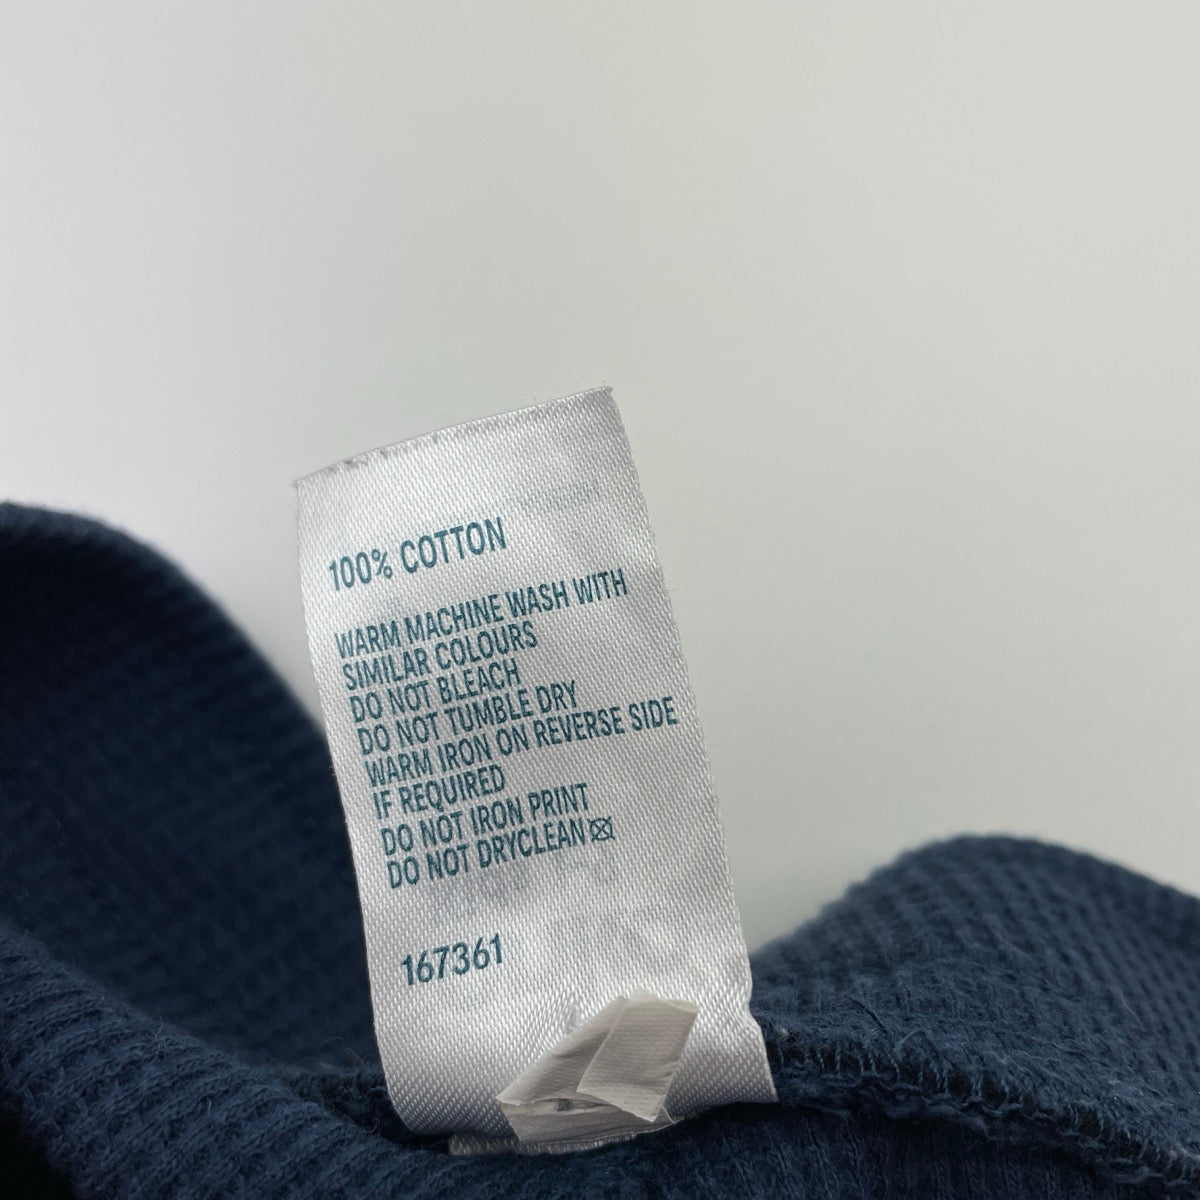 100% COTTON
WARM MACHINE WASH WITH
SIMILAR COLOURS
DO NOT BLEACH
DO NOT TUMBLE DRY
WARM IRON ON REVERSE SIDE
IF REQUIRED
DO NOT IRON PRINT
DO NOT DRYCLEAN
167361